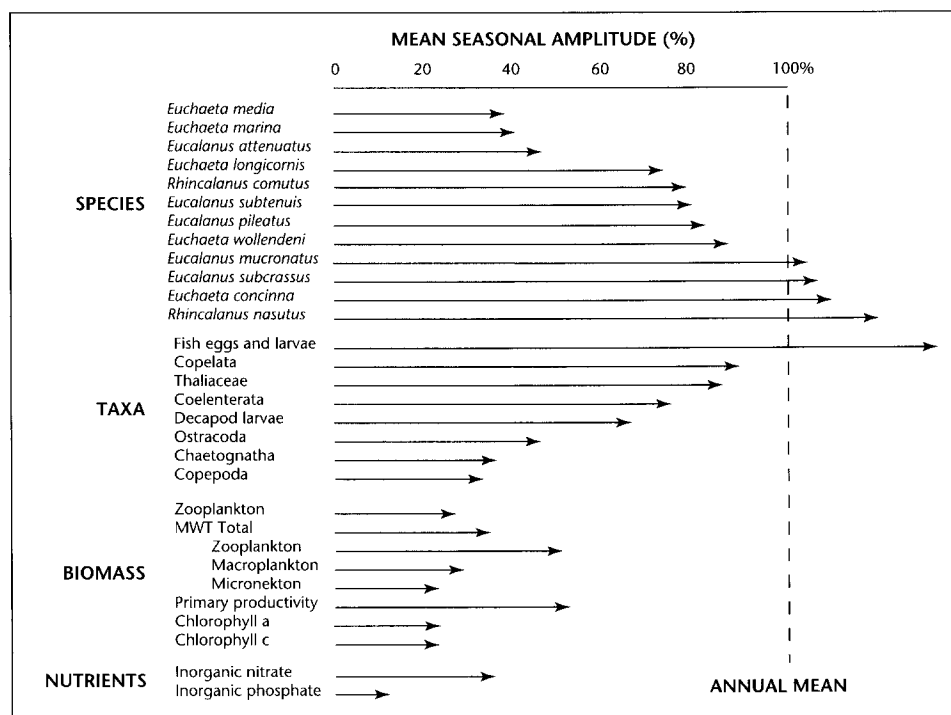 MEAN SEASONAL AMPLITUDE (%)
0 20 40 60 80 100%
SPECIES
Euchaeta media
Euchaeta marina
Eucalanus attenuatus
Euchaeta longicornis
Rhincalanus comutus
Eucalanus subtenuis
Eucalanus pileatus
Euchaeta wollendeni
Eucalanus mucronatus
Eucalanus subcrassus
Euchaeta concinna
Rhincalanus nasutus
TAXA
Fish eggs and larvae
Copelata
Thaliaceae
Coelenterata
Decapod larvae
Ostracoda
Chaetognatha
Copepoda
BIOMASS
Zooplankton
MWT Total
Zooplankton
Macroplankton
Micronekton
Primary productivity
Chlorophyll a
Chlorophyll c
NUTRIENTS
Inorganic nitrate
Inorganic phosphate
ANNUAL MEAN